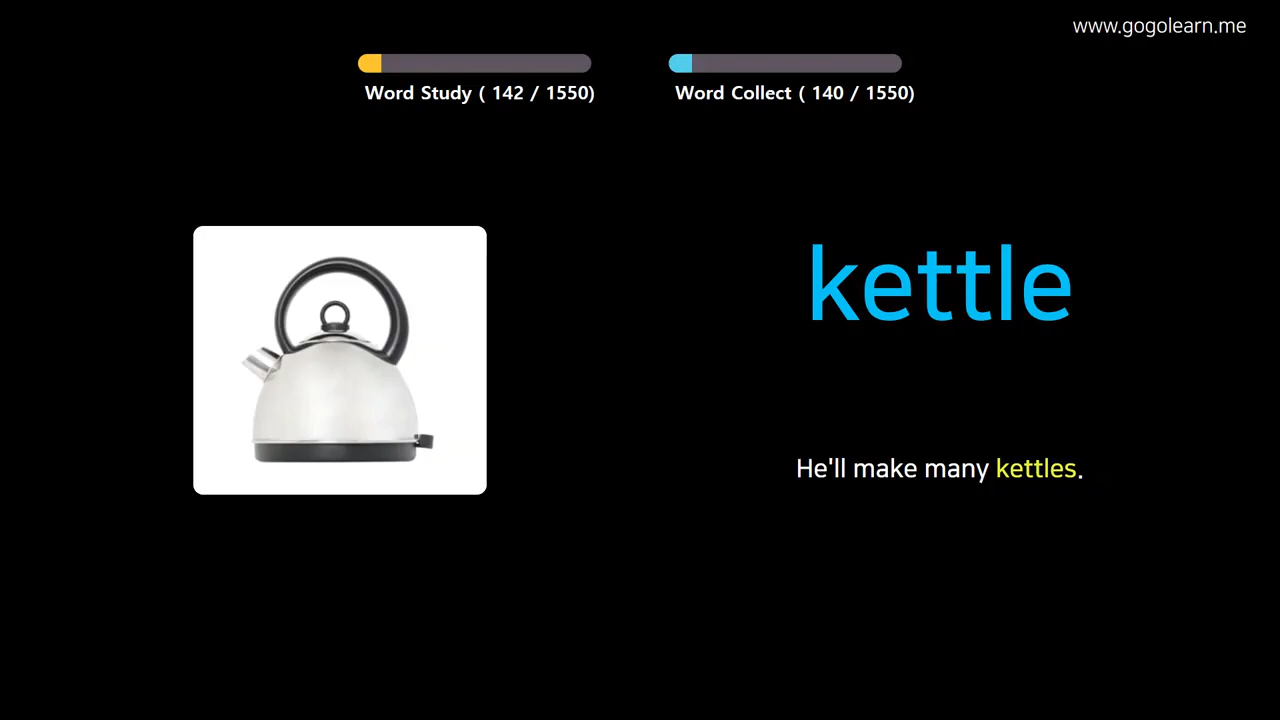 www.gogolearn.me
Word Study ( 142 / 1550)
Word Collect ( 140 / 1550)
kettle
He'll make many kettles.